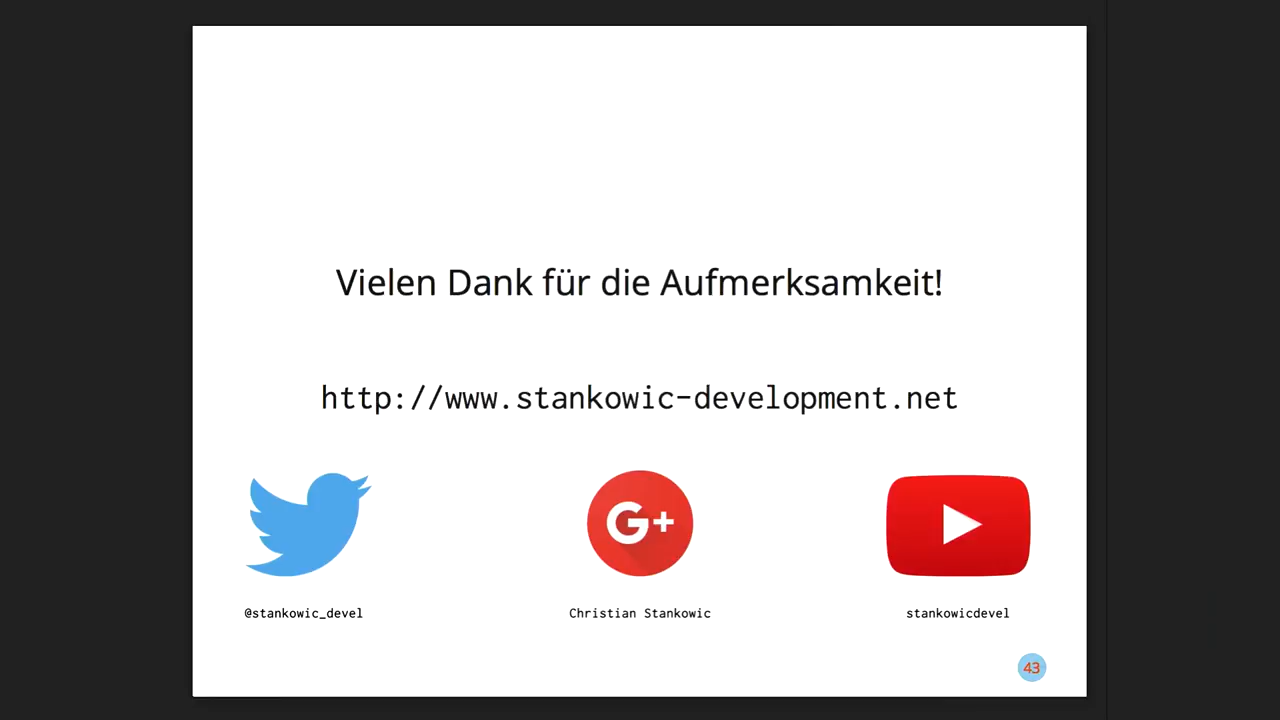 Vielen Dank für die Aufmerksamkeit!
http://www.stankowic-development.net
G+
@stankowic_devel
Christian Stankowic
stankowicdevel
43